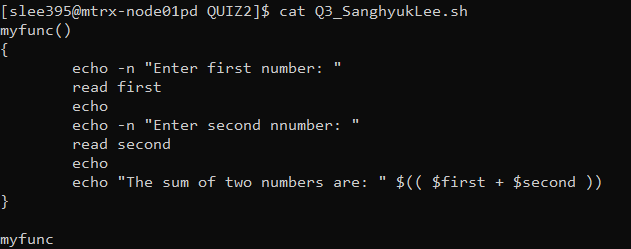 [slee395@mtrx-node01pd QUIZ2]$ cat Q3_SanghyukLee.sh
myfunc()
{
        echo -n "Enter first number: "
        read first
        echo
        echo -n "Enter second nnumber: "
        read second
        echo
        echo "The sum of two numbers are: " $(( $first + $second ))
}

myfunc